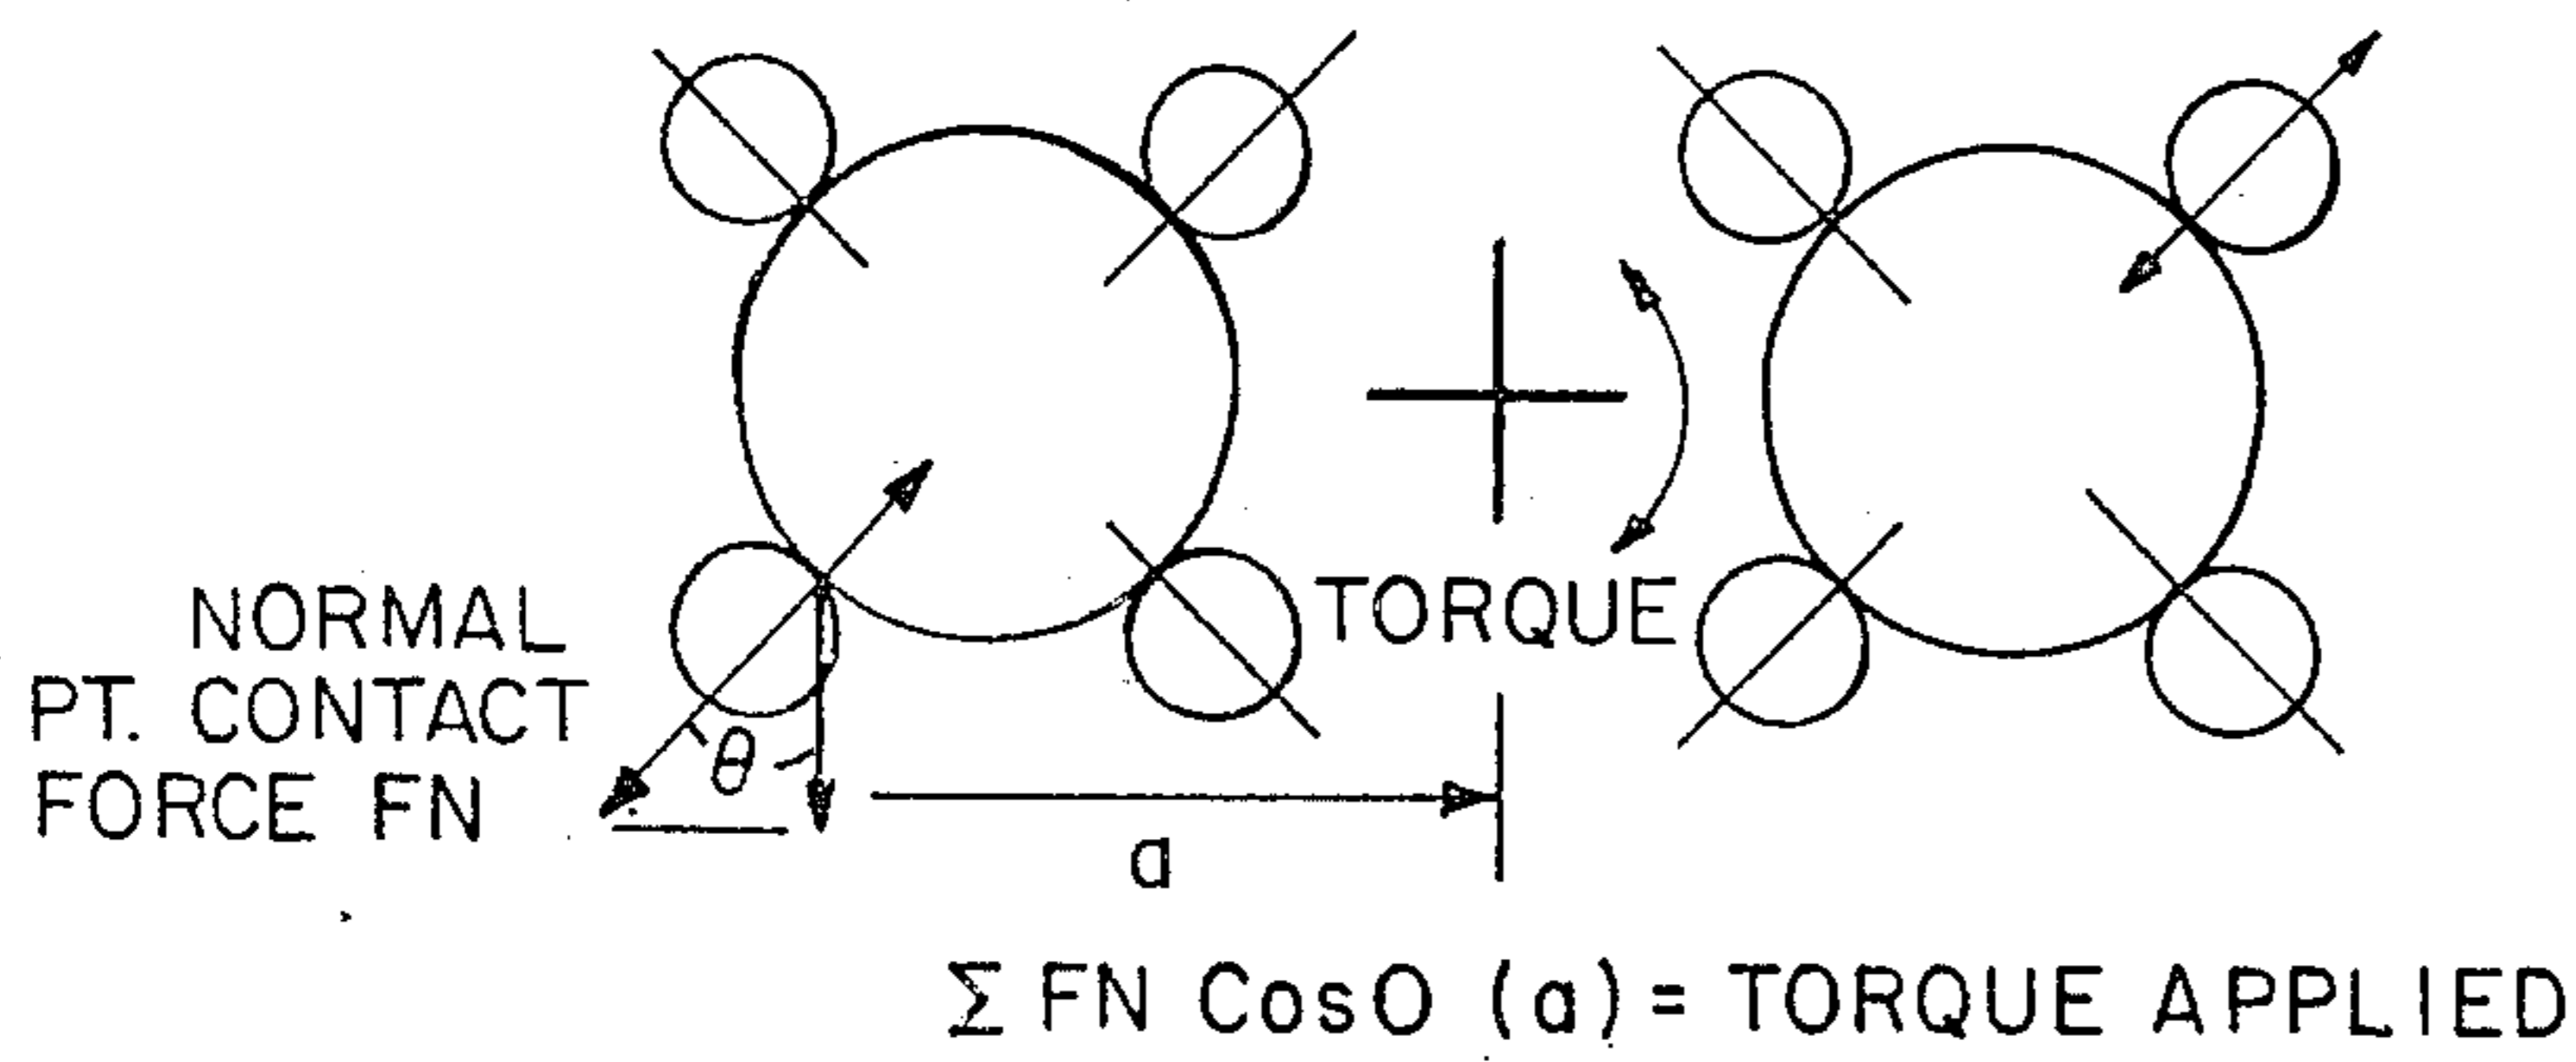 NORMAL
PT. CONTACT
FORCE FN
θ
TORQUE
a
Σ FN CosO (a) = TORQUE APPLIED